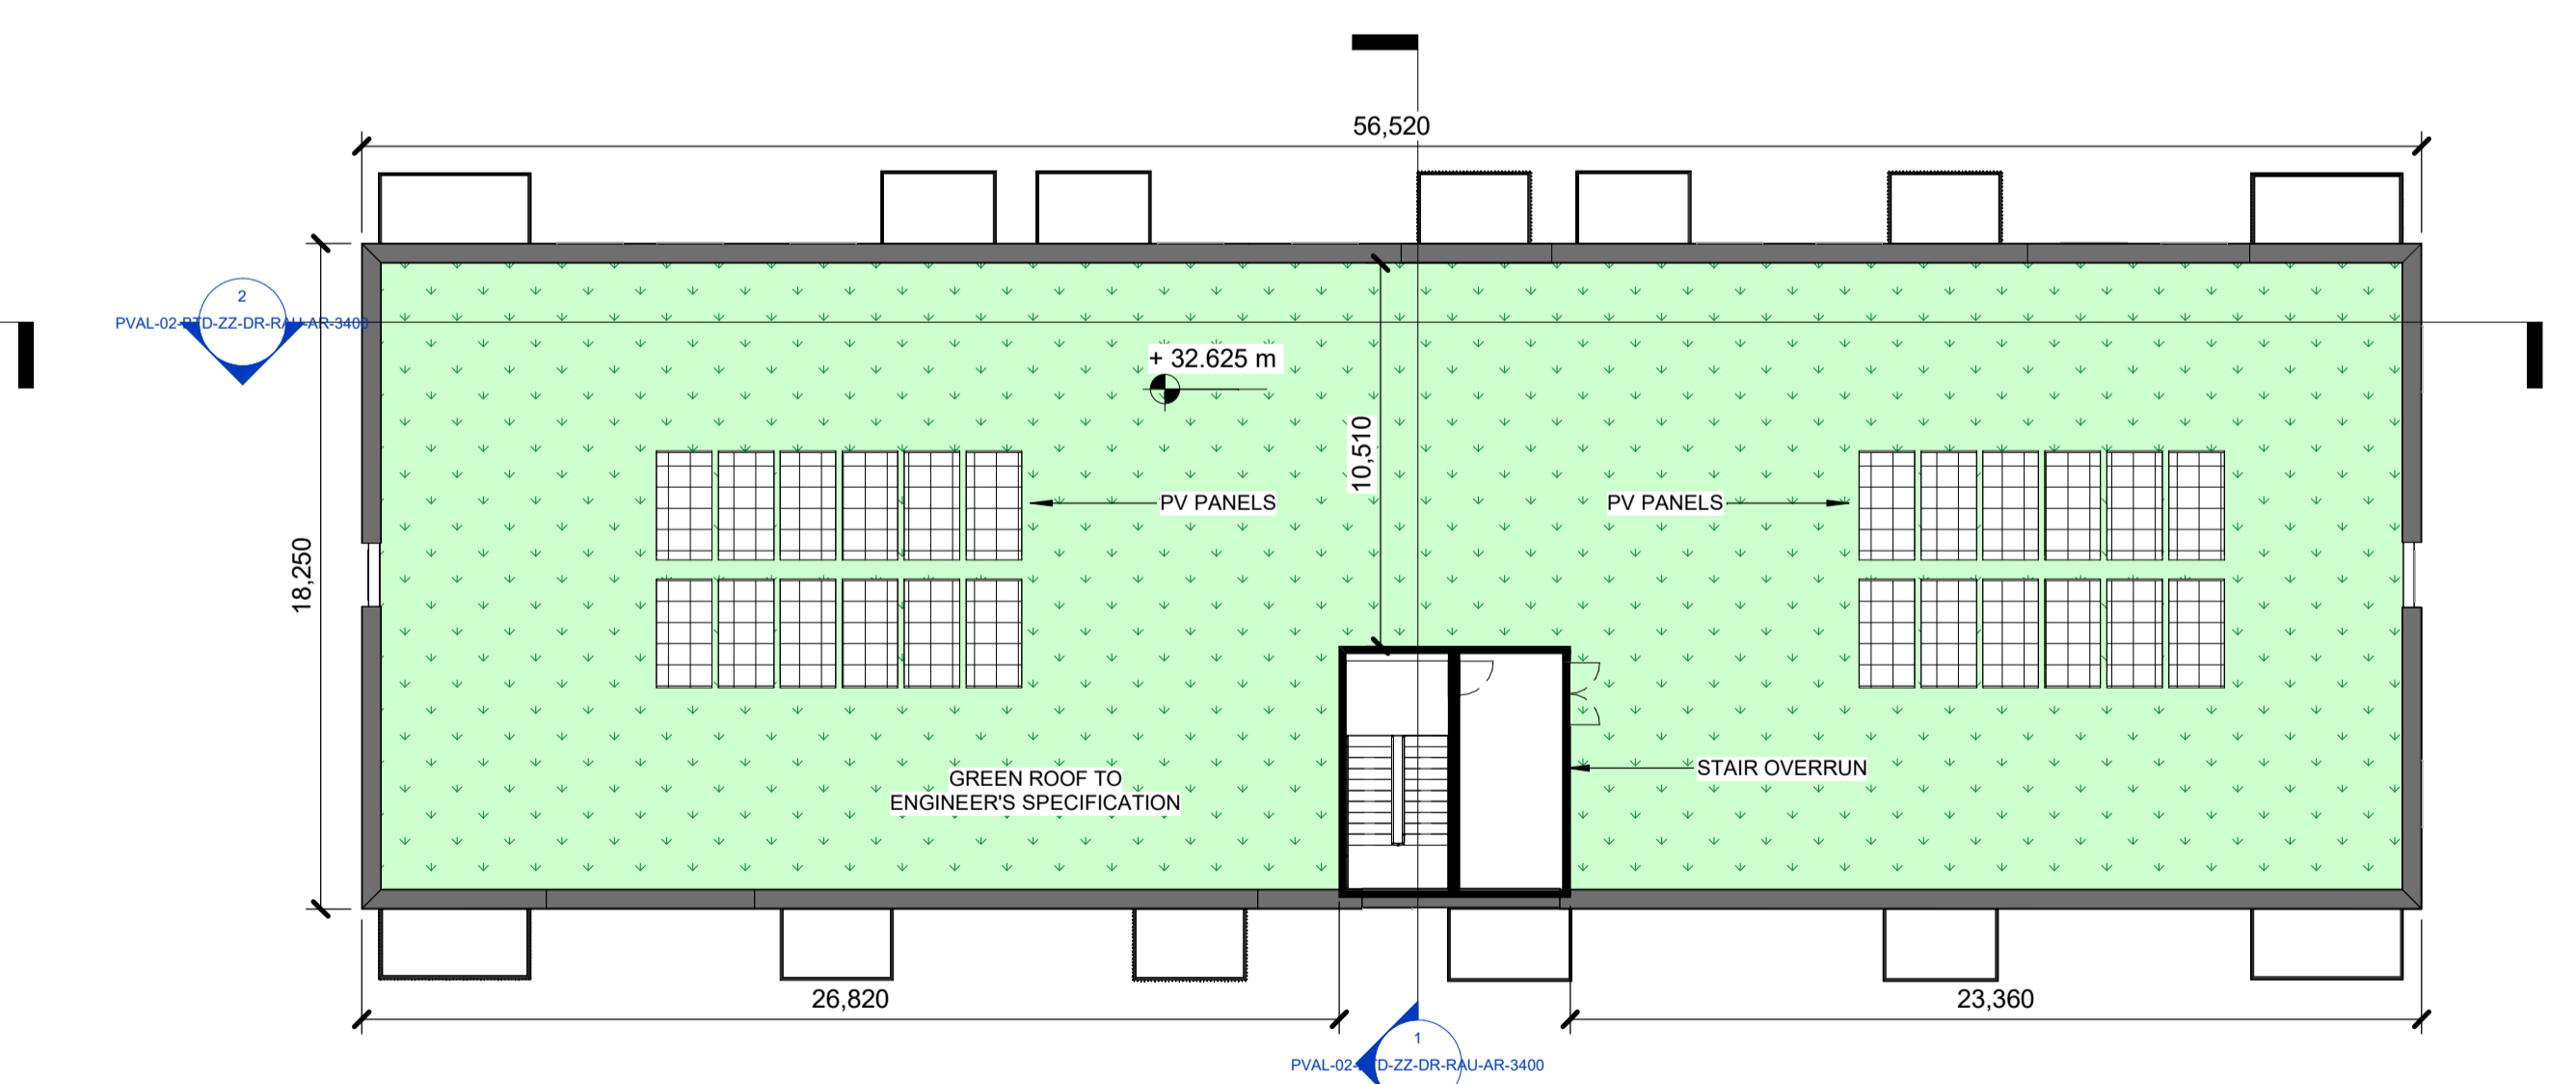 56,520
2
PVAL-02-PTD-ZZ-DR-RAU-AR-3400
+ 32.625 m
10,510
PV PANELS
PV PANELS
18,250
GREEN ROOF TO
ENGINEER'S SPECIFICATION
STAIR OVERRUN
26,820
23,360
1
PVAL-02-PTD-ZZ-DR-RAU-AR-3400